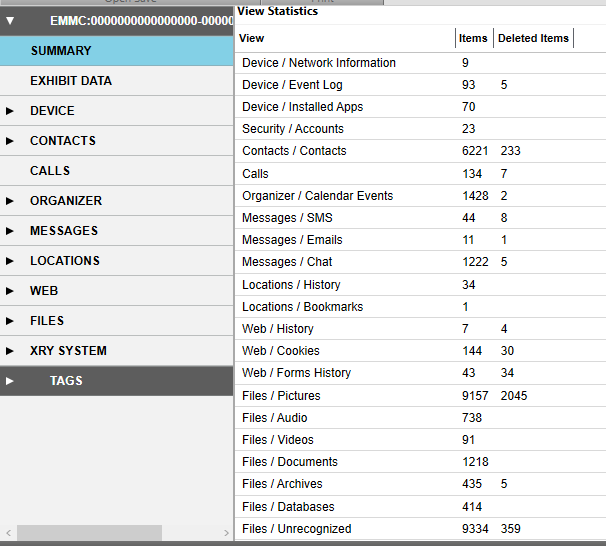 Open Save Print
EMMC:0000000000000000-00000
SUMMARY
EXHIBIT DATA
DEVICE
CONTACTS
CALLS
ORGANIZER
MESSAGES
LOCATIONS
WEB
FILES
XRY SYSTEM
TAGS
View Statistics
View Items Deleted Items
Device / Network Information 9
Device / Event Log 93 5
Device / Installed Apps 70
Security / Accounts 23
Contacts / Contacts 6221 233
Calls 134 7
Organizer / Calendar Events 1428 2
Messages / SMS 44 8
Messages / Emails 11 1
Messages / Chat 1222 5
Locations / History 34
Locations / Bookmarks 1
Web / History 7 4
Web / Cookies 144 30
Web / Forms History 43 34
Files / Pictures 9157 2045
Files / Audio 738
Files / Videos 91
Files / Documents 1218
Files / Archives 435 5
Files / Databases 414
Files / Unrecognized 9334 359